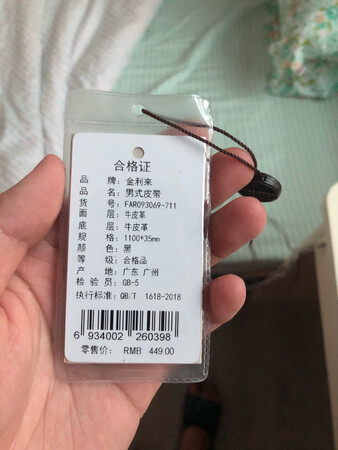 合格证
品 牌: 金利来
品 名: 男式皮带
货 号: FAR093069-711
面 层: 牛皮革
底 层: 牛皮革
规 格: 1100*35mm
颜 色: 黑
等 级: 合格品
产 地: 广东 广州
检 验 员: QB-5
执行标准: QB/T 1618-2018
6 934002 260398
零售价: RMB: 449.00